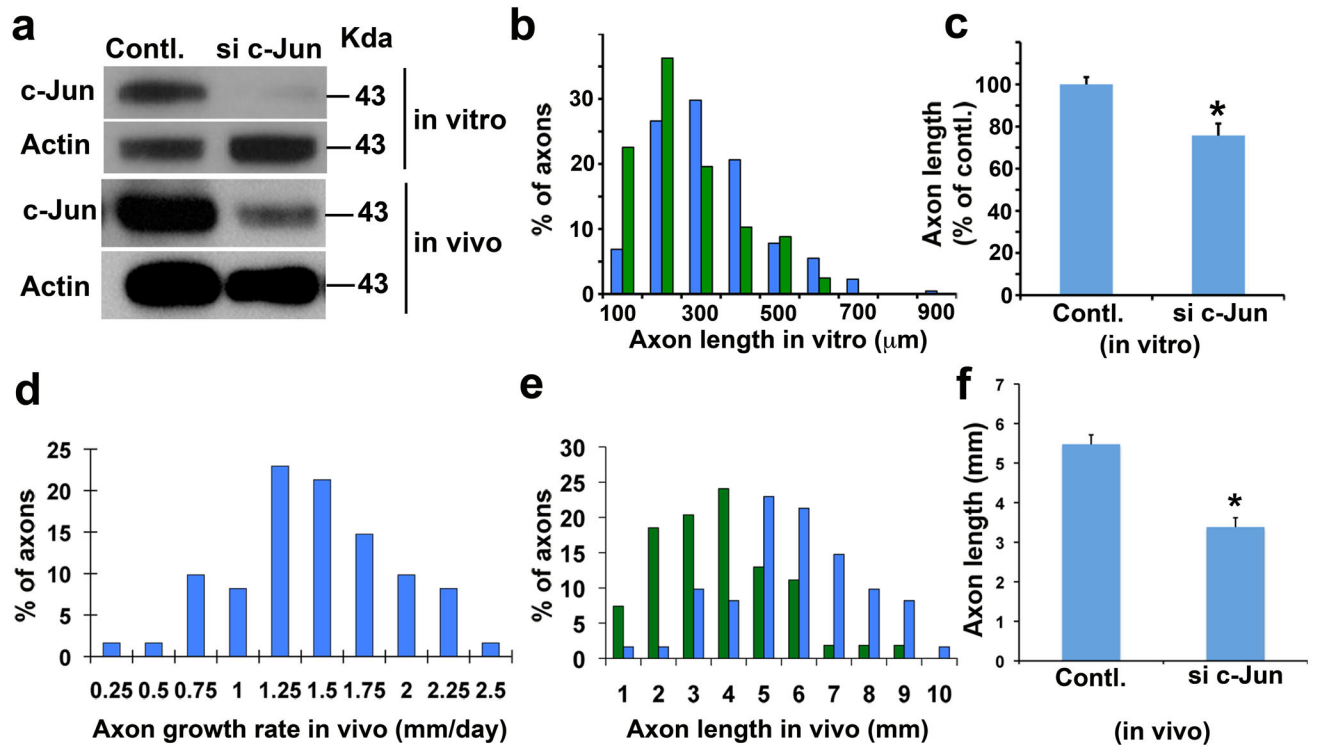 a
Contl. si c-Jun Kda
c-Jun 43
Actin 43
in vitro
c-Jun 43
Actin 43
in vivo
b
% of axons
30
20
10
0
100 300 500 700 900
Axon length in vitro (μm)
c
Axon length
(% of contl.)
100
80
60
40
20
0
*
Contl. si c-Jun
(in vitro)
d
% of axons
25
20
15
10
5
0
0.25 0.5 0.75 1 1.25 1.5 1.75 2 2.25 2.5
Axon growth rate in vivo (mm/day)
e
% of axons
30
25
20
15
10
5
0
1 2 3 4 5 6 7 8 9 10
Axon length in vivo (mm)
f
Axon length (mm)
7
6
5
4
3
2
1
0
*
Contl. si c-Jun
(in vivo)